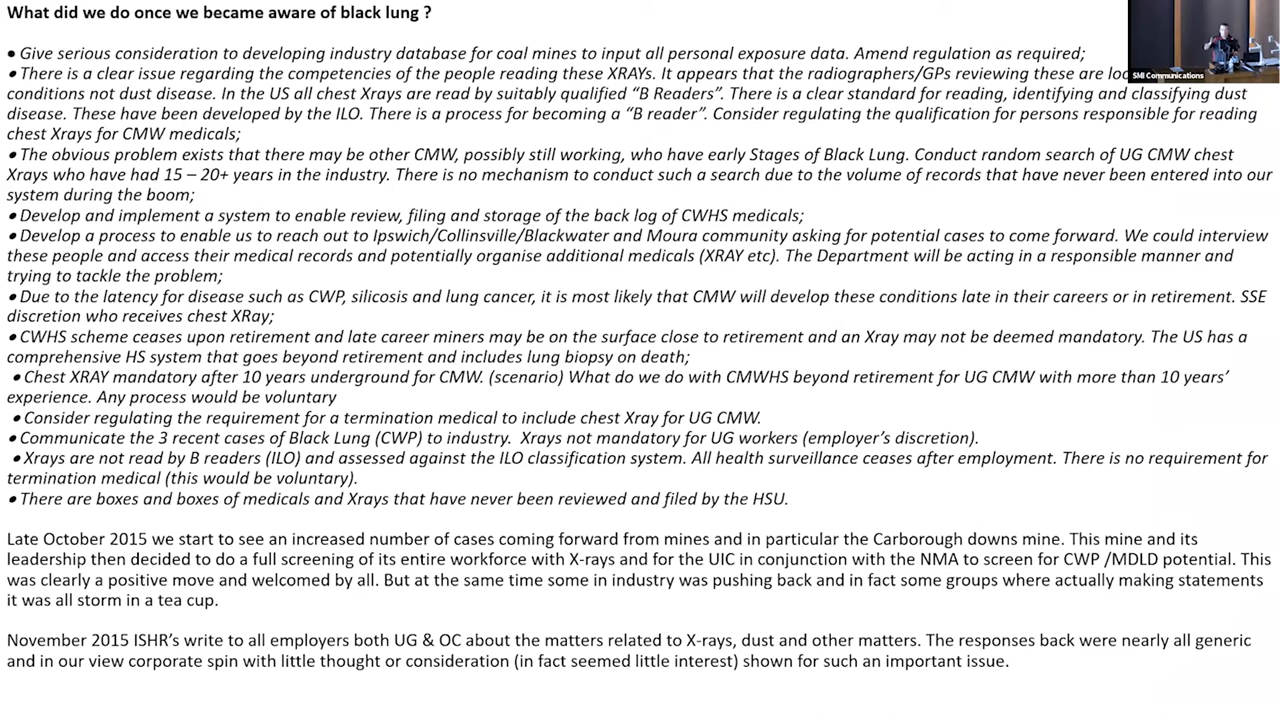 What did we do once we became aware of black lung ?
• Give serious consideration to developing industry database for coal mines to input all personal exposure data. Amend regulation as required;
• There is a clear issue regarding the competencies of the people reading these XRAYs. It appears that the radiographers/GPs reviewing these are
SMI Communications
conditions not dust disease. In the US all chest Xrays are read by suitably qualified “B Readers”. There is a clear standard for reading, identifying and classifying dust
disease. These have been developed by the ILO. There is a process for becoming a “B reader”. Consider regulating the qualification for persons responsible for reading
chest Xrays for CMW medicals;
• The obvious problem exists that there may be other CMW, possibly still working, who have early Stages of Black Lung. Conduct random search of UG CMW chest
Xrays who have had 15 – 20+ years in the industry. There is no mechanism to conduct such a search due to the volume of records that have never been entered into our
system during the boom;
• Develop and implement a system to enable review, filing and storage of the back log of CWHS medicals;
• Develop a process to enable us to reach out to Ipswich/Collinsville/Blackwater and Moura community asking for potential cases to come forward. We could interview
these people and access their medical records and potentially organise additional medicals (XRAY etc). The Department will be acting in a responsible manner and
trying to tackle the problem;
• Due to the latency for disease such as CWP, silicosis and lung cancer, it is most likely that CMW will develop these conditions late in their careers or in retirement. SSE
discretion who receives chest XRay;
• CWHS scheme ceases upon retirement and late career miners may be on the surface close to retirement and an Xray may not be deemed mandatory. The US has a
comprehensive HS system that goes beyond retirement and includes lung biopsy on death;
• Chest XRAY mandatory after 10 years underground for CMW. (scenario) What do we do with CMWHS beyond retirement for UG CMW with more than 10 years’
experience. Any process would be voluntary
• Consider regulating the requirement for a termination medical to include chest Xray for UG CMW.
• Communicate the 3 recent cases of Black Lung (CWP) to industry. Xrays not mandatory for UG workers (employer’s discretion).
• Xrays are not read by B readers (ILO) and assessed against the ILO classification system. All health surveillance ceases after employment. There is no requirement for
termination medical (this would be voluntary).
• There are boxes and boxes of medicals and Xrays that have never been reviewed and filed by the HSU.
Late October 2015 we start to see an increased number of cases coming forward from mines and in particular the Carborough downs mine. This mine and its
leadership then decided to do a full screening of its entire workforce with X-rays and for the UIC in conjunction with the NMA to screen for CWP /MDLD potential. This
was clearly a positive move and welcomed by all. But at the same time some in industry was pushing back and in fact some groups where actually making statements
it was all storm in a tea cup.
November 2015 ISHR’s write to all employers both UG & OC about the matters related to X-rays, dust and other matters. The responses back were nearly all generic
and in our view corporate spin with little thought or consideration (in fact seemed little interest) shown for such an important issue.